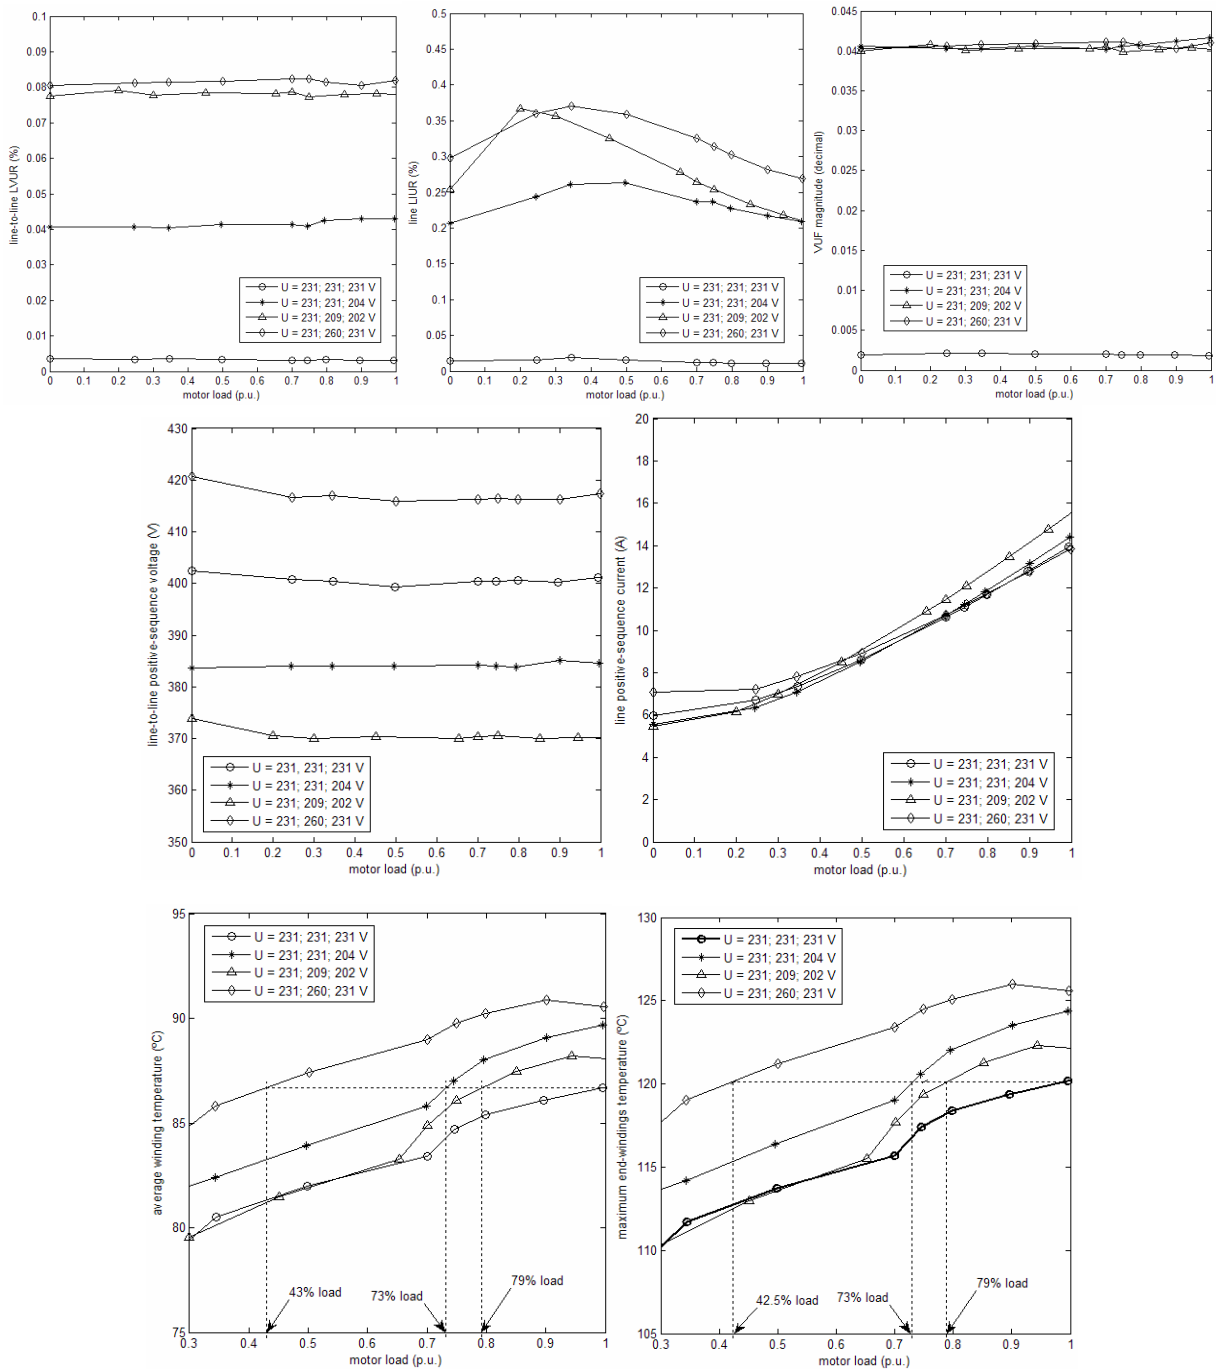 line-to-line LVUR (%)
0.1
0.09
0.08
0.07
0.06
0.05
0.04
0.03
0.02
0.01
0
0 0.1 0.2 0.3 0.4 0.5 0.6 0.7 0.8 0.9 1
motor load (p.u.)
U = 231; 231; 231 V
U = 231; 231; 204 V
U = 231; 209; 202 V
U = 231; 260; 231 V
line LIUR (%)
0.5
0.45
0.4
0.35
0.3
0.25
0.2
0.15
0.1
0.05
0
0 0.1 0.2 0.3 0.4 0.5 0.6 0.7 0.8 0.9 1
motor load (p.u.)
U = 231; 231; 231 V
U = 231; 231; 204 V
U = 231; 209; 202 V
U = 231; 260; 231 V
VUF magnitude (decimal)
0.045
0.04
0.035
0.03
0.025
0.02
0.015
0.01
0.005
0
0 0.1 0.2 0.3 0.4 0.5 0.6 0.7 0.8 0.9 1
motor load (p.u.)
U = 231; 231; 231 V
U = 231; 231; 204 V
U = 231; 209; 202 V
U = 231; 260; 231 V
line-to-line positive-sequence voltage (V)
430
420
410
400
390
380
370
360
350
0 0.1 0.2 0.3 0.4 0.5 0.6 0.7 0.8 0.9 1
motor load (p.u.)
U = 231, 231; 231 V
U = 231; 231; 204 V
U = 231; 209; 202 V
U = 231; 260; 231 V
line positive-sequence current (A)
20
18
16
14
12
10
8
6
4
2
0
0 0.1 0.2 0.3 0.4 0.5 0.6 0.7 0.8 0.9 1
motor load (p.u.)
U = 231; 231; 231 V
U = 231; 231; 204 V
U = 231; 209; 202 V
U = 231; 260; 231 V
average winding temperature (ºC)
95
90
85
80
75
0.3 0.4 0.5 0.6 0.7 0.8 0.9 1
motor load (p.u.)
U = 231; 231; 231 V
U = 231; 231; 204 V
U = 231; 209; 202 V
U = 231; 260; 231 V
43% load
73% load
79% load
maximum end-windings temperature (ºC)
130
125
120
115
110
105
0.3 0.4 0.5 0.6 0.7 0.8 0.9 1
motor load (p.u.)
U = 231; 231; 231 V
U = 231; 231; 204 V
U = 231; 209; 202 V
U = 231; 260; 231 V
42.5% load
73% load
79% load